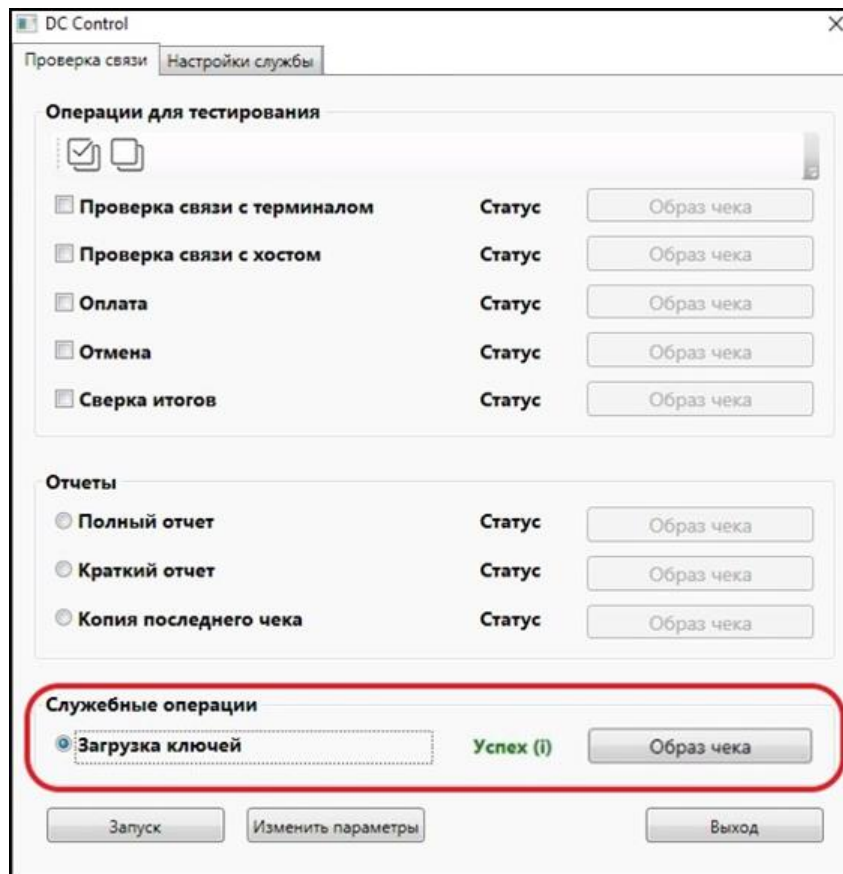 DC Control
Проверка связи Настройки службы
Операции для тестирования
Проверка связи с терминалом Статус Образ чека
Проверка связи с хостом Статус Образ чека
Оплата Статус Образ чека
Отмена Статус Образ чека
Сверка итогов Статус Образ чека
Отчеты
Полный отчет Статус Образ чека
Краткий отчет Статус Образ чека
Копия последнего чека Статус Образ чека
Служебные операции
Загрузка ключей Успех (i) Образ чека
Запуск Изменить параметры Выход